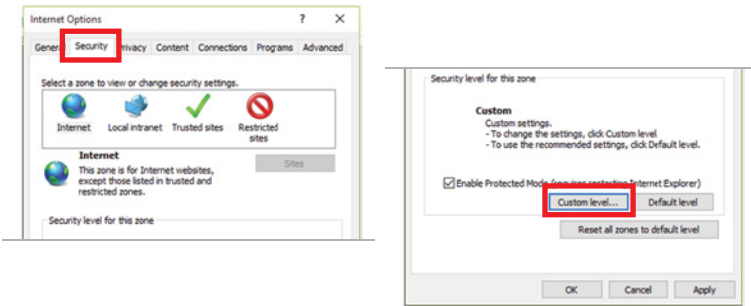 Internet Options ? ×
General Security Privacy Content Connections Programs Advanced
Select a zone to view or change security settings.
Internet Local intranet Trusted sites Restricted
sites
Internet
This zone is for Internet websites,
except those listed in trusted and
restricted zones.
Sites
Security level for this zone
Security level for this zone
Custom
Custom settings.
- To change the settings, click Custom level
- To use the recommended settings, click Default level.
Enable Protected Mode (requires restarting Internet Explorer)
Custom level... Default level
Reset all zones to default level
OK Cancel Apply